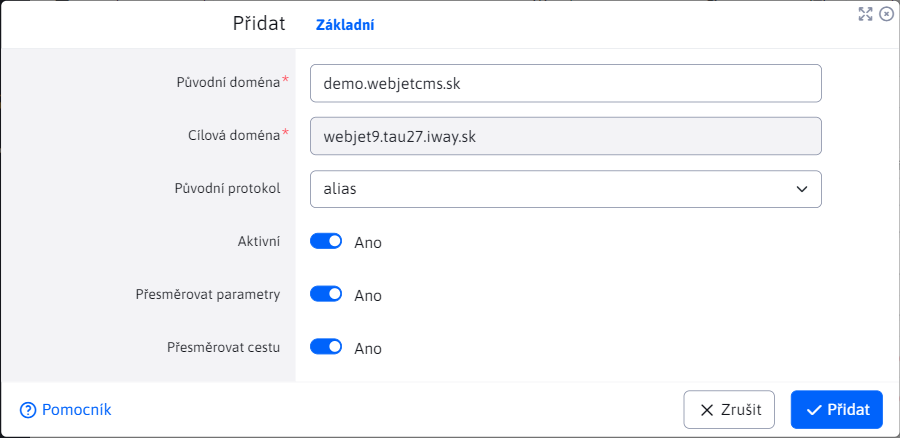 Přidat Základní
Původní doména* demo.webjetcms.sk
Cílová doména* webjet9.tau27.iway.sk
Původní protokol alias
Aktivní Ano
Přesměrovat parametry Ano
Přesměrovat cestu Ano
Pomocník Zrušit Přidat